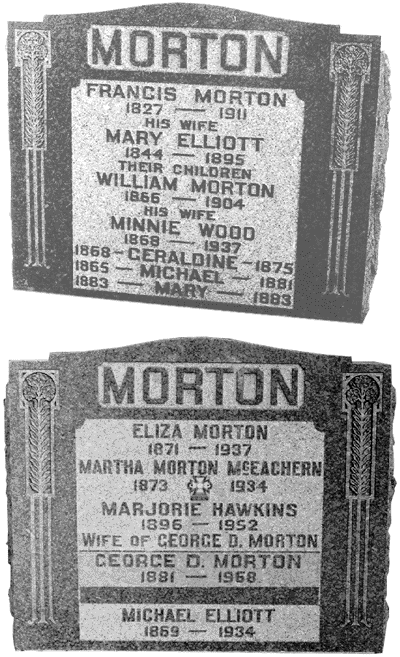 MORTON
FRANCIS MORTON
1827 — 1911
HIS WIFE
MARY ELLIOTT
1844 — 1895
THEIR CHILDREN
WILLIAM MORTON
1866 — 1904
HIS WIFE
MINNIE WOOD
1868 — 1937
1868 — GERALDINE — 1875
1865 — MICHAEL — 1881
1883 — MARY — 1883
MORTON
ELIZA MORTON
1871 — 1937
MARTHA MORTON McEACHERN
1873 1934
MARJORIE HAWKINS
1896 — 1952
WIFE OF GEORGE D. MORTON
GEORGE D. MORTON
1881 — 1968
MICHAEL ELLIOTT
1869 — 1934